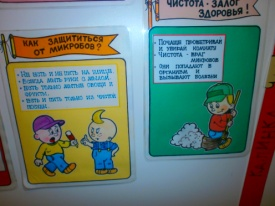 КАК ЗАЩИТИТЬСЯ
ОТ МИКРОБОВ?
• НЕ ЕСТЬ И НЕ ПИТЬ НА УЛИЦЕ.
• ВСЕГДА МЫТЬ РУКИ С МЫЛОМ.
• ЕСТЬ ТОЛЬКО МЫТЫЕ ОВОЩИ И
ФРУКТЫ.
• ЕСТЬ И ПИТЬ ТОЛЬКО ИЗ ЧИСТОЙ
ПОСУДЫ.
ЧИСТОТА - ЗАЛОГ
ЗДОРОВЬЯ!
• ПОЧАЩЕ ПРОВЕТРИВАЙ
И УБИРАЙ КОМНАТУ
• ЧИСТОТА - ВРАГ
МИКРОБОВ.
ОНИ ПОПАДАЮТ В
ОРГАНИЗМ И
ВЫЗЫВАЮТ БОЛЕЗНИ